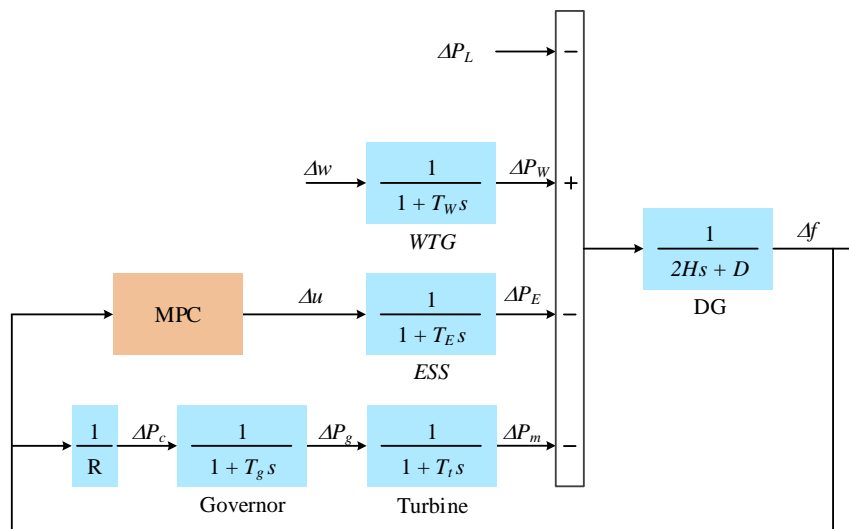 ΔP_L
−
Δw
1
1 + T_W s
WTG
ΔP_W
+
MPC
Δu
1
1 + T_E s
ESS
ΔP_E
−
1
2Hs + D
DG
Δf
1
R
ΔP_c
1
1 + T_g s
Governor
ΔP_g
1
1 + T_t s
Turbine
ΔP_m
−